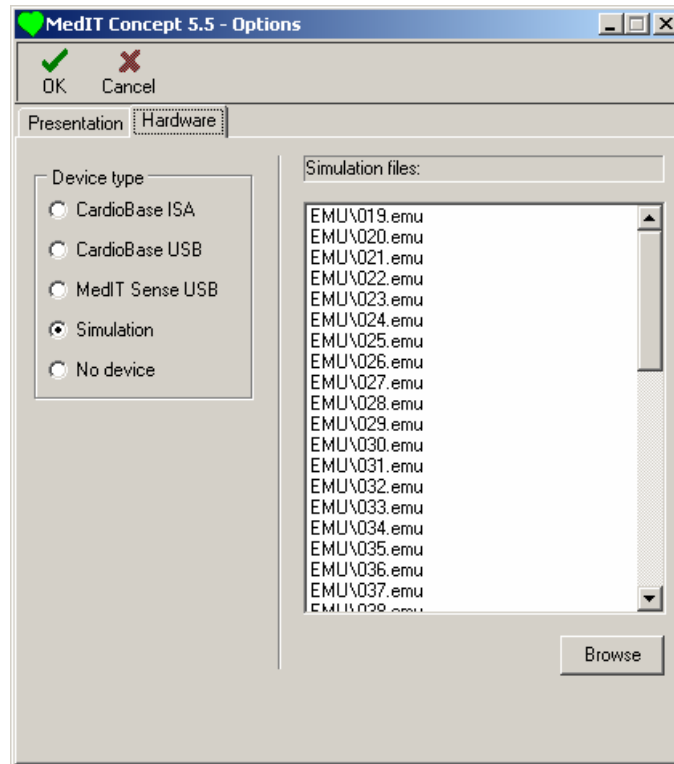 MedIT Concept 5.5 - Options
OK Cancel
Presentation Hardware
Device type
CardioBase ISA
CardioBase USB
MedIT Sense USB
Simulation
No device
Simulation files:
EMU\019.emu
EMU\020.emu
EMU\021.emu
EMU\022.emu
EMU\023.emu
EMU\024.emu
EMU\025.emu
EMU\026.emu
EMU\027.emu
EMU\028.emu
EMU\029.emu
EMU\030.emu
EMU\031.emu
EMU\032.emu
EMU\033.emu
EMU\034.emu
EMU\035.emu
EMU\036.emu
EMU\037.emu
EMU\038.emu
Browse